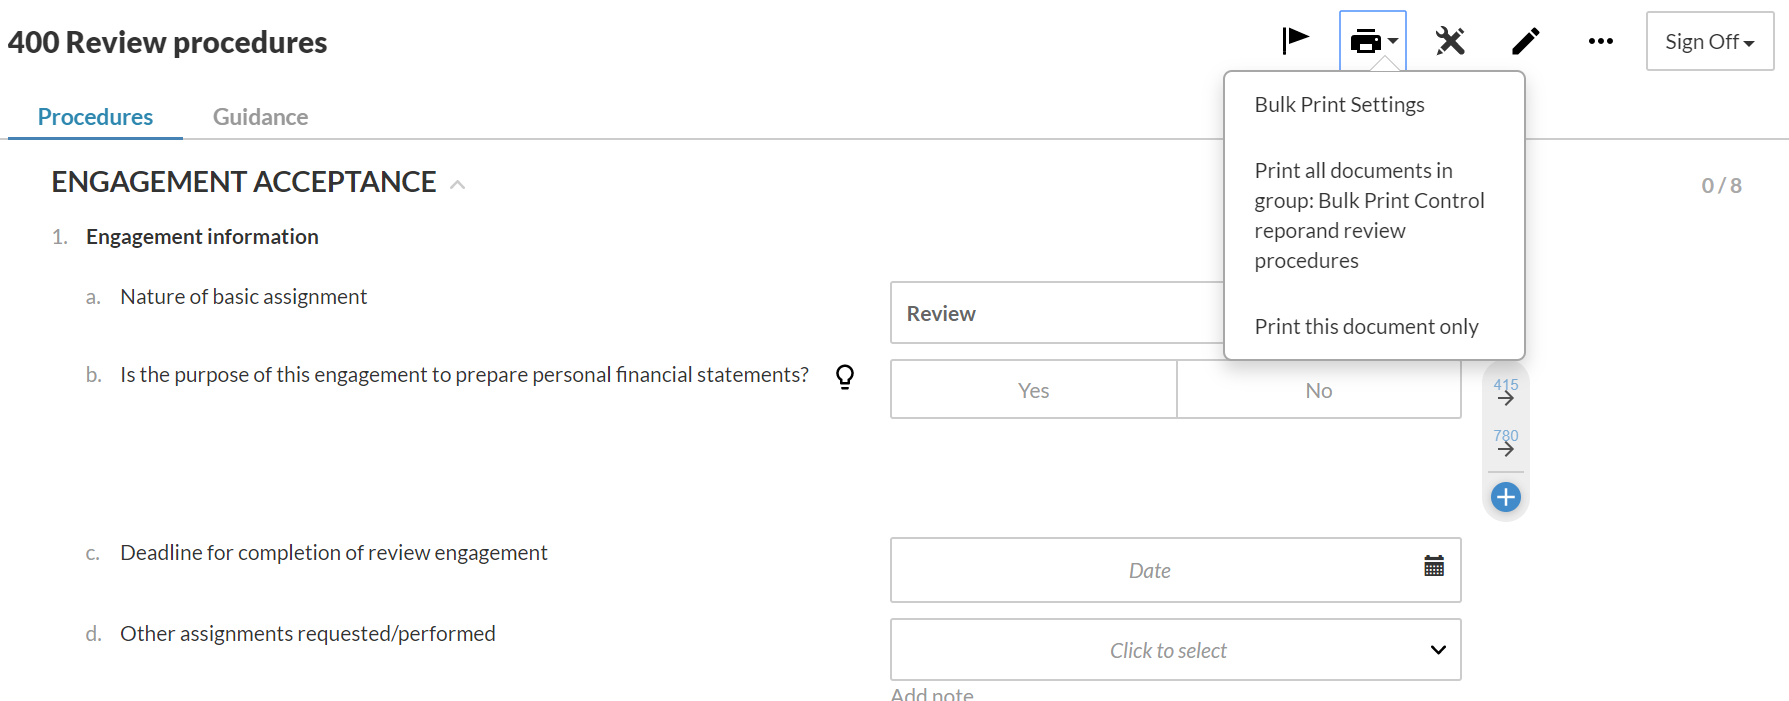 400 Review procedures
Sign Off
Bulk Print Settings
Print all documents in
group: Bulk Print Control
reporand review
procedures
Print this document only
Procedures
Guidance
ENGAGEMENT ACCEPTANCE
0 / 8
1. Engagement information
a. Nature of basic assignment
Review
b. Is the purpose of this engagement to prepare personal financial statements?
Yes
No
415
780
c. Deadline for completion of review engagement
Date
d. Other assignments requested/performed
Click to select
Add note